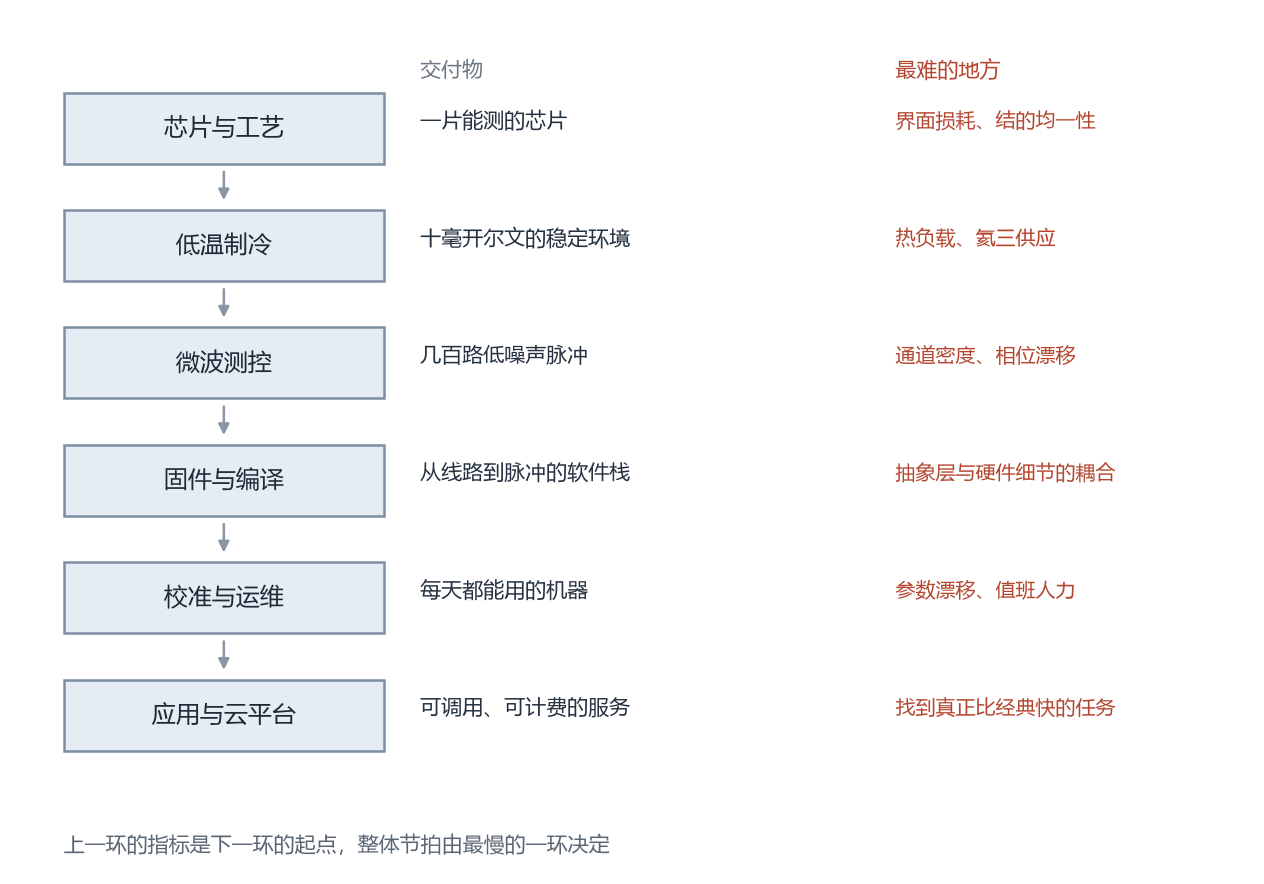 交付物
最难的地方
芯片与工艺
一片能测的芯片
界面损耗、结的均一性
低温制冷
十毫开尔文的稳定环境
热负载、氦三供应
微波测控
几百路低噪声脉冲
通道密度、相位漂移
固件与编译
从线路到脉冲的软件栈
抽象层与硬件细节的耦合
校准与运维
每天都能用的机器
参数漂移、值班人力
应用与云平台
可调用、可计费的服务
找到真正比经典快的任务
上一环的指标是下一环的起点，整体节拍由最慢的一环决定